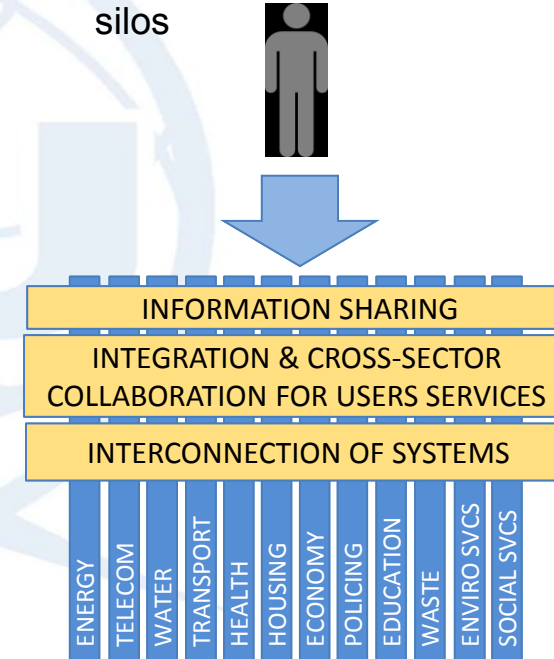 silos
INFORMATION SHARING
INTEGRATION & CROSS-SECTOR
COLLABORATION FOR USERS SERVICES
INTERCONNECTION OF SYSTEMS
ENERGY
TELECOM
WATER
TRANSPORT
HEALTH
HOUSING
ECONOMY
POLICING
EDUCATION
WASTE
ENVIRO SVCS
SOCIAL SVCS